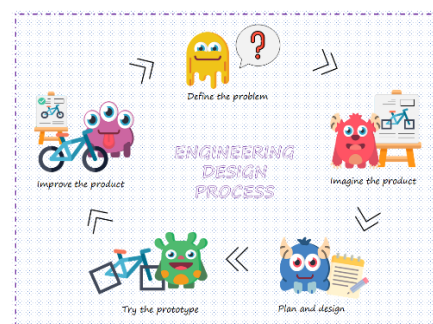 Define the problem
Imagine the product
Plan and design
Try the prototype
Improve the product
ENGINEERING
DESIGN
PROCESS